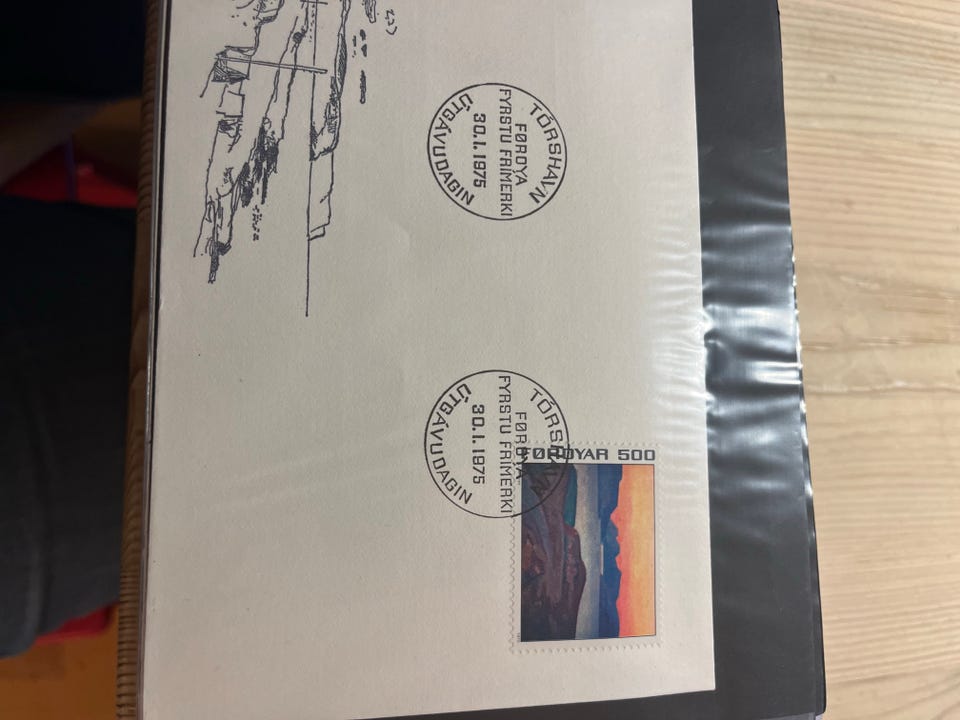 TÓRSHAVN
FØROYA
FYRSTU FRÍMERKI
30.1.1975
ÚTGÁVUDAGIN
TÓRSHAVN
FØROYA
FYRSTU FRÍMERKI
30.1.1975
ÚTGÁVUDAGIN
FØROYAR 500